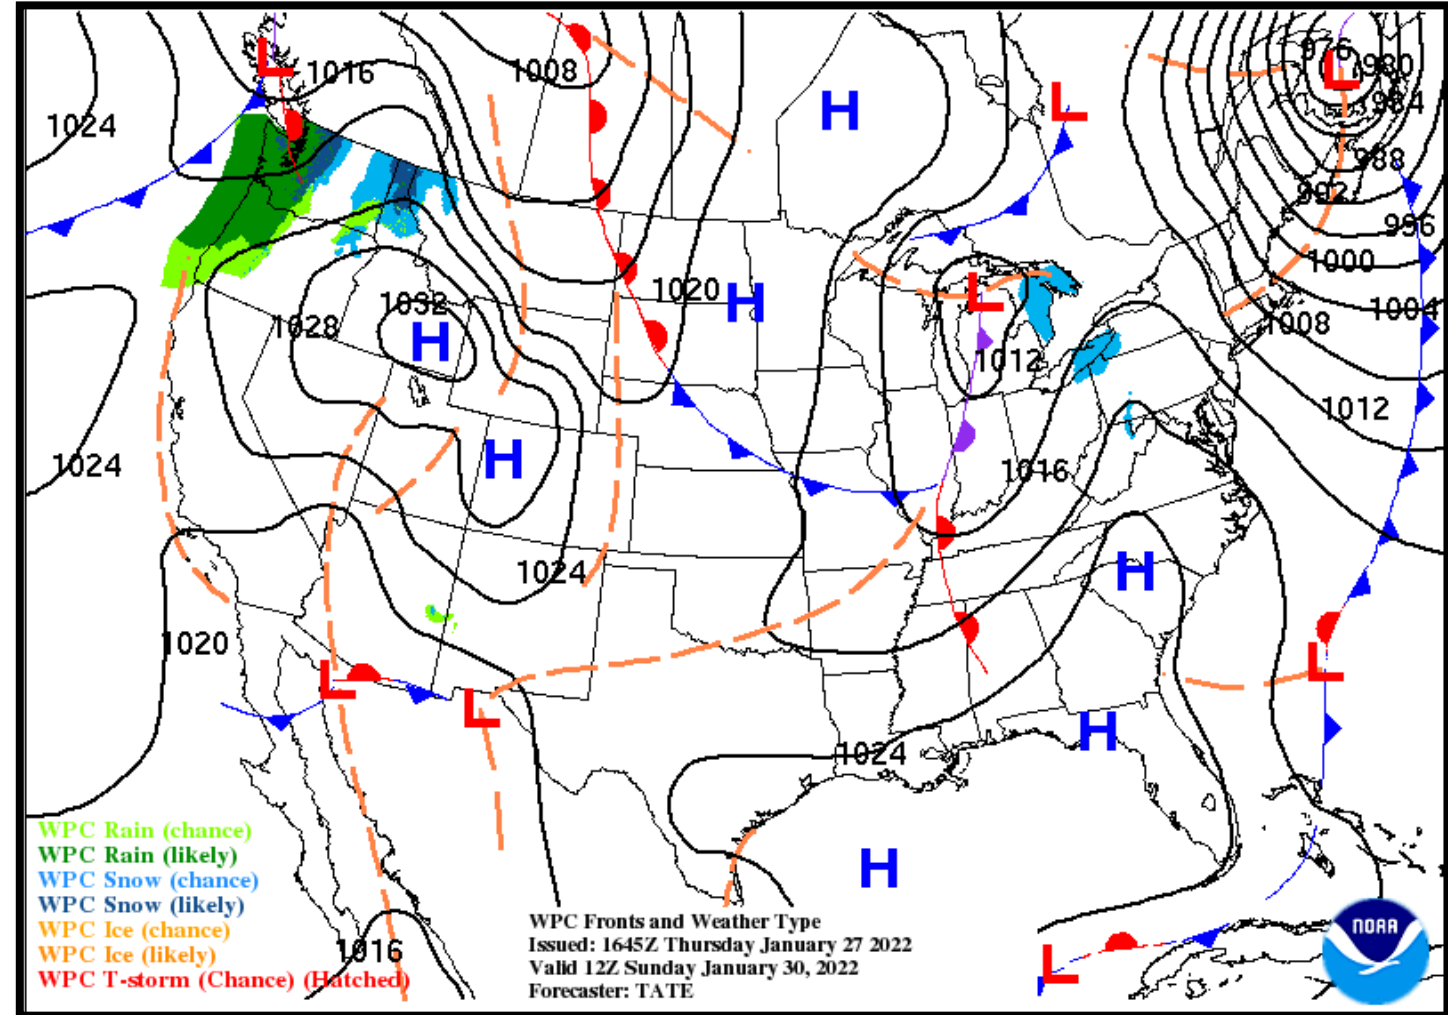 976
L
980
1016
1008
984
H
L
1024
988
992
996
1000
1020
H
L
1032
1028
H
1004
1008
1012
1012
H
1024
1016
1024
H
1020
L
L
L
H
1024
H
WPC Rain (chance)
WPC Rain (likely)
WPC Snow (chance)
WPC Snow (likely)
WPC Ice (chance)
WPC Ice (likely)
WPC T-storm (Chance) (Hatched)
1016
WPC Fronts and Weather Type
Issued: 1645Z Thursday January 27 2022
Valid 12Z Sunday January 30, 2022
Forecaster: TATE
L
NOAA
L